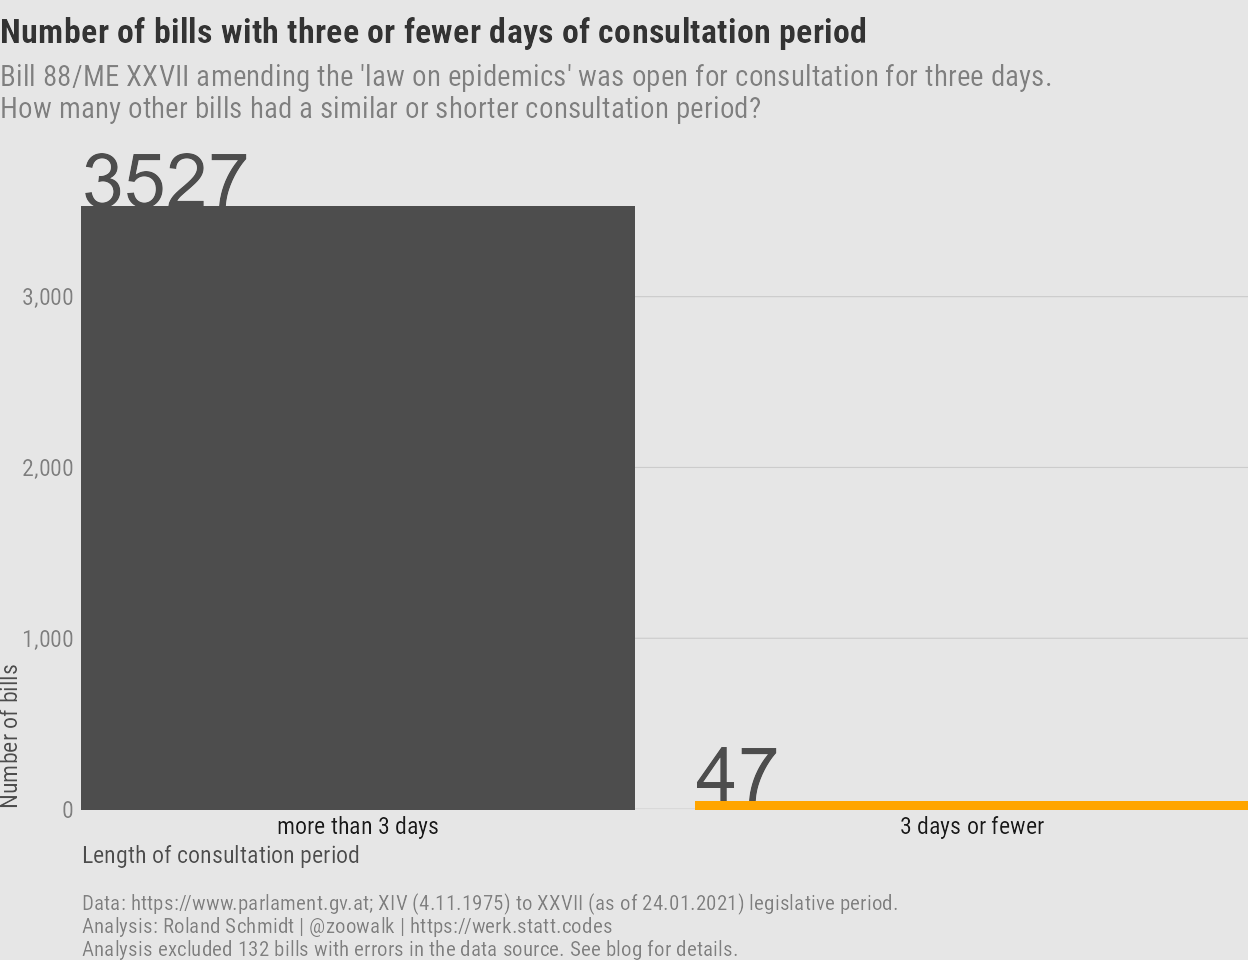 Number of bills with three or fewer days of consultation period
Bill 88/ME XXVII amending the 'law on epidemics' was open for consultation for three days.
How many other bills had a similar or shorter consultation period?
3527
3,000
2,000
1,000
0
Number of bills
47
more than 3 days
3 days or fewer
Length of consultation period
Data: https://www.parlament.gv.at; XIV (4.11.1975) to XXVII (as of 24.01.2021) legislative period.
Analysis: Roland Schmidt | @zoowalk | https://werk.statt.codes
Analysis excluded 132 bills with errors in the data source. See blog for details.